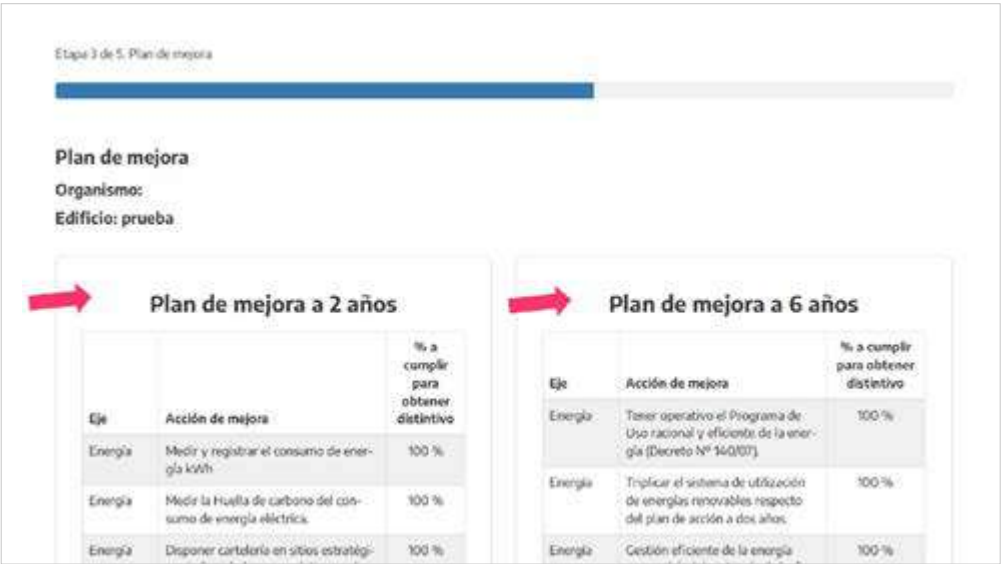 Etapa 3 de 5. Plan de mejora
Plan de mejora
Organismo:
Edificio: prueba
Plan de mejora a 2 años
Eje
Acción de mejora
% a
cumplir
para
obtener
distintivo
Energía
Medir y registrar el consumo de ener-
gía kWh
100 %
Energía
Medir la Huella de carbono del con-
sumo de energía eléctrica.
100 %
Energía
Disponer cartelería en sitios estratégi-
100 %
Plan de mejora a 6 años
Eje
Acción de mejora
% a cumplir
para obtener
distintivo
Energía
Tener operativo el Programa de
Uso racional y eficiente de la ener-
gía (Decreto N° 140/07).
100 %
Energía
Triplicar el sistema de utilización
de energías renovables respecto
del plan de acción a dos años.
100 %
Energía
Gestión eficiente de la energía
100 %